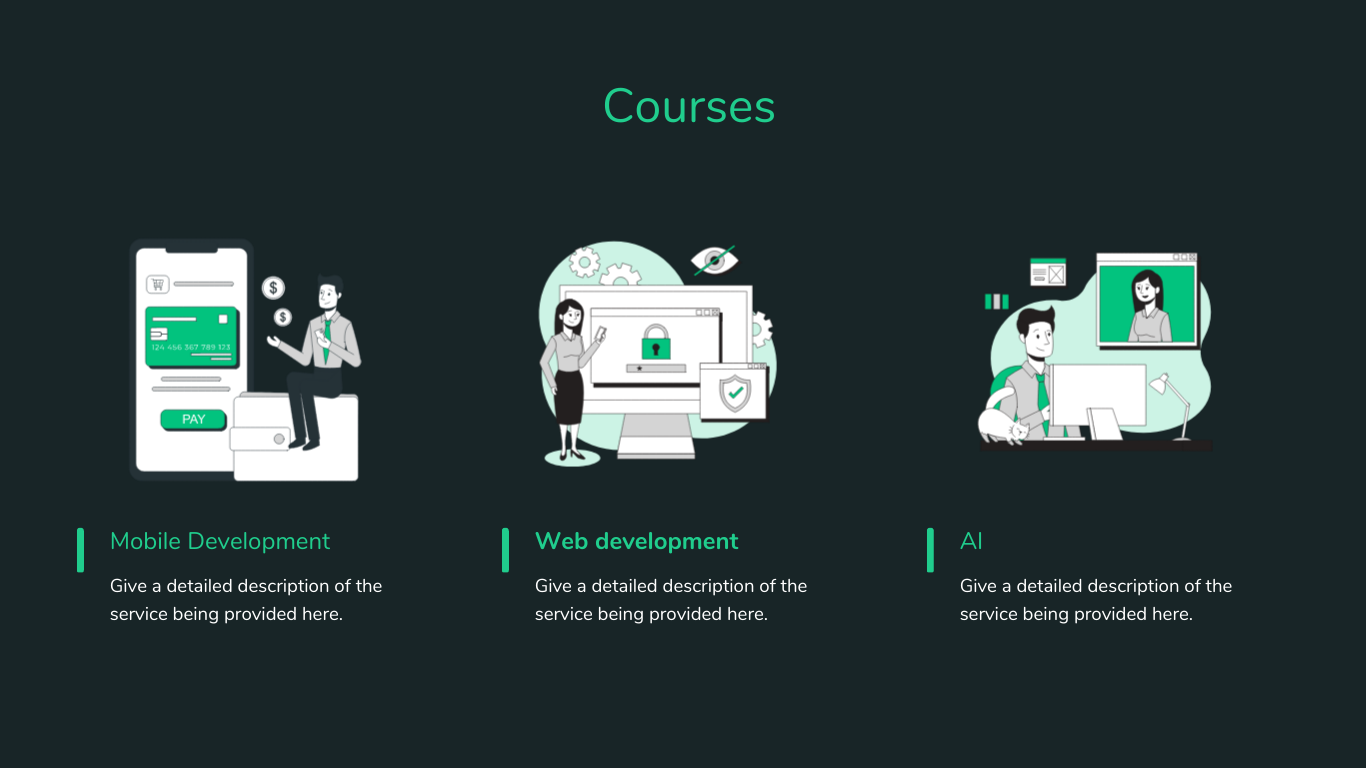 Courses
$
$
124 456 367 789 123
PAY
Mobile Development
Give a detailed description of the
service being provided here.
Web development
Give a detailed description of the
service being provided here.
AI
Give a detailed description of the
service being provided here.